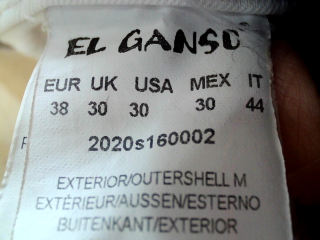 EL GANSO
EUR UK USA MEX IT
38 30 30 30 44
2020s160002
EXTERIOR/OUTERSHELL M
EXTÉRIEUR/AUSSEN/ESTERNO
BUITENKANT/EXTERIOR